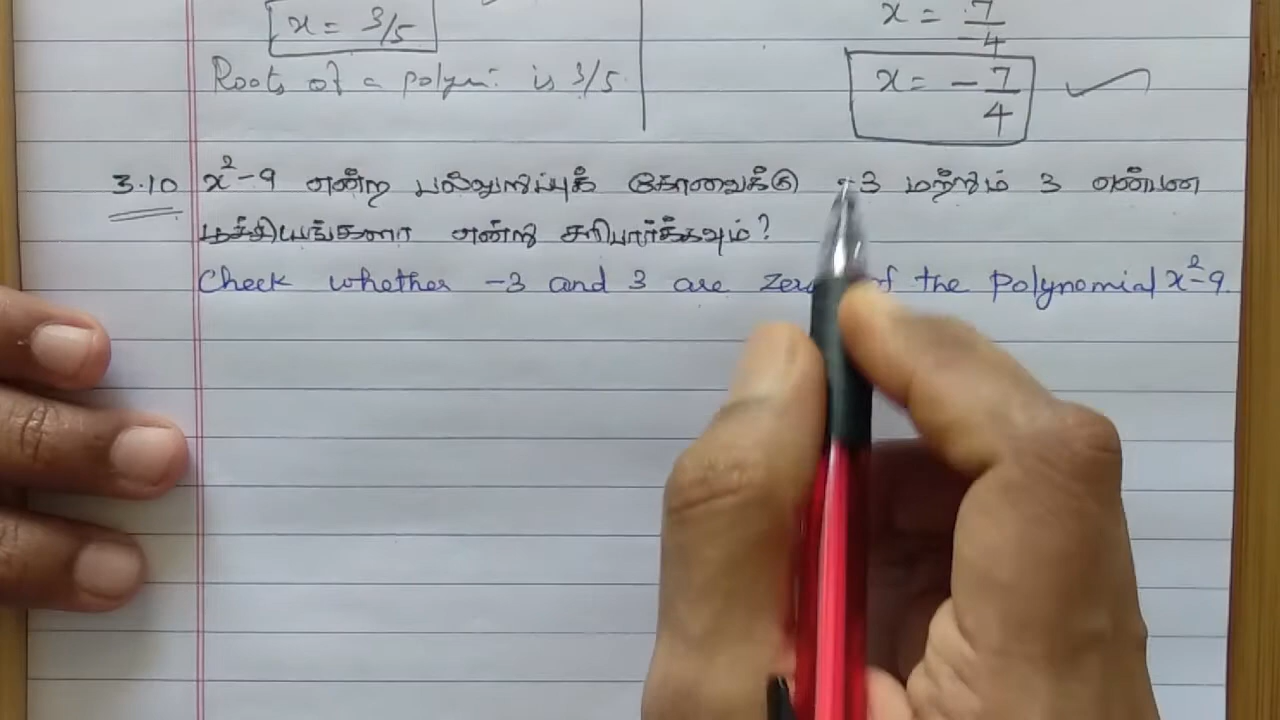 x = 3/5
Roots of a polyn: is 3/5
x = 7/-4
x = - 7/4
3.10 x²-9 என்ற பல்லுறுப்புக் கோவைக்கு -3 மற்றும் 3 என்பன
பூச்சியங்களா என்று சரிபார்க்கவும்?
Check whether -3 and 3 are of the Polynomial x²-9.